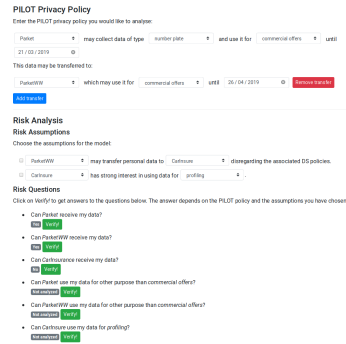 PILOT Privacy Policy
Enter the PILOT privacy policy you would like to analyse:
Parket may collect data of type number plate and use it for commercial offers until
21 / 03 / 2019
This data may be transferred to:
ParketWW which may use it for commercial offers until 26 / 04 / 2019 Remove transfer
Add transfer
Risk Analysis
Risk Assumptions
Choose the assumptions for the model:
ParketWW may transfer personal data to CarInsure disregarding the associated DS policies.
CarInsure has strong interest in using data for profiling .
Risk Questions
Click on Verify! to get answers to the questions below. The answer depends on the PILOT policy and the assumptions you have chosen
Can Parket receive my data?
Yes Verify!
Can ParketWW receive my data?
Yes Verify!
Can CarInsurance receive my data?
No Verify!
Can Parket use my data for other purpose than commercial offers?
Not analyzed Verify!
Can ParketWW use my data for other purpose than commercial offers?
Not analyzed Verify!
Can CarInsure use my data for profiling?
Not analyzed Verify!